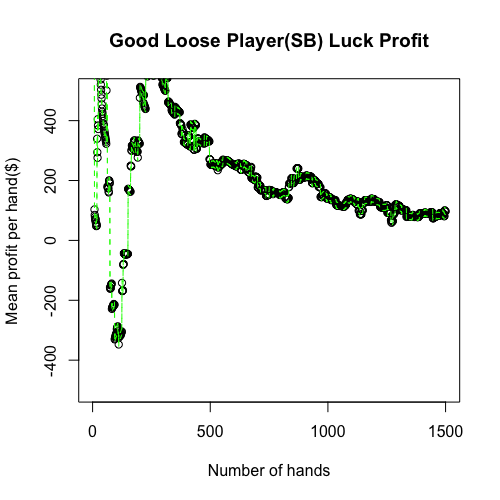 Good Loose Player(SB) Luck Profit
Mean profit per hand($)
400
200
0
-200
-400
0 500 1000 1500
Number of hands